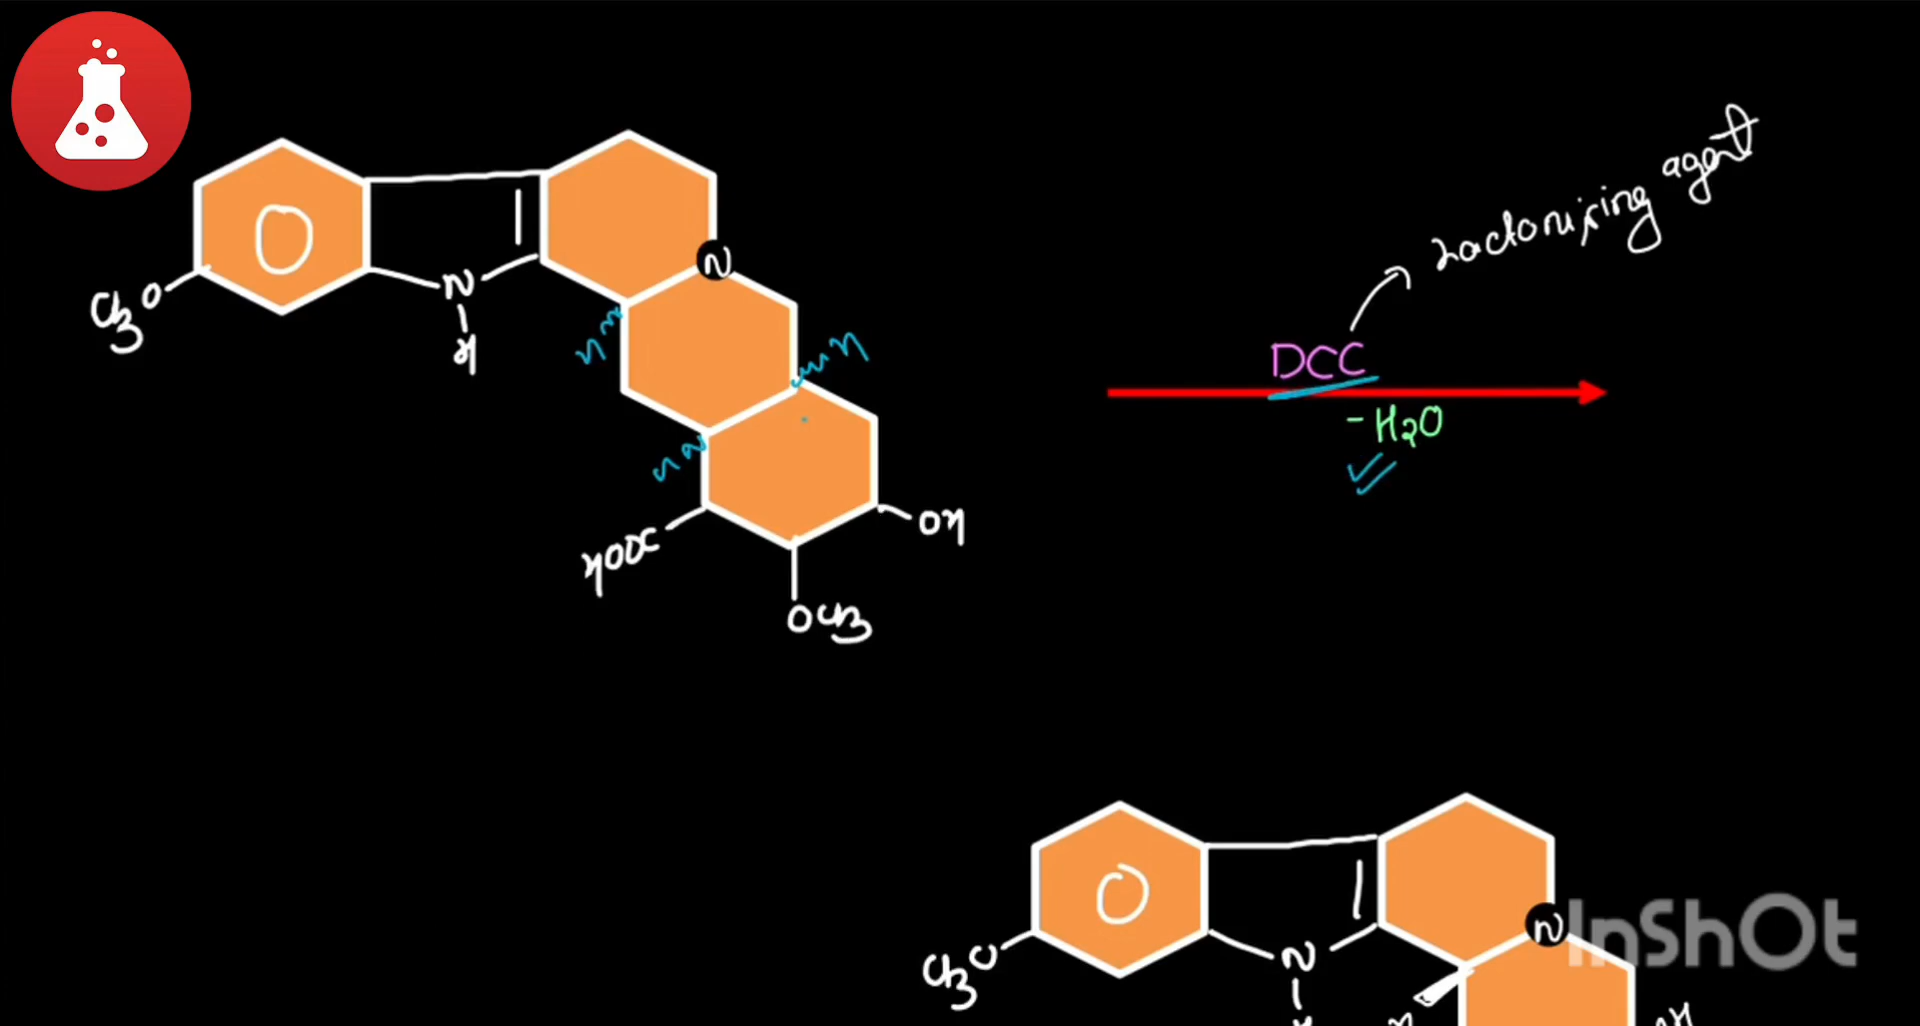 CH3O
N
H
N
H
H
H
HOOC
OCH3
OH
DCC
-H2O
Lactonizing agent
CH3O
N
N
H
InShOt